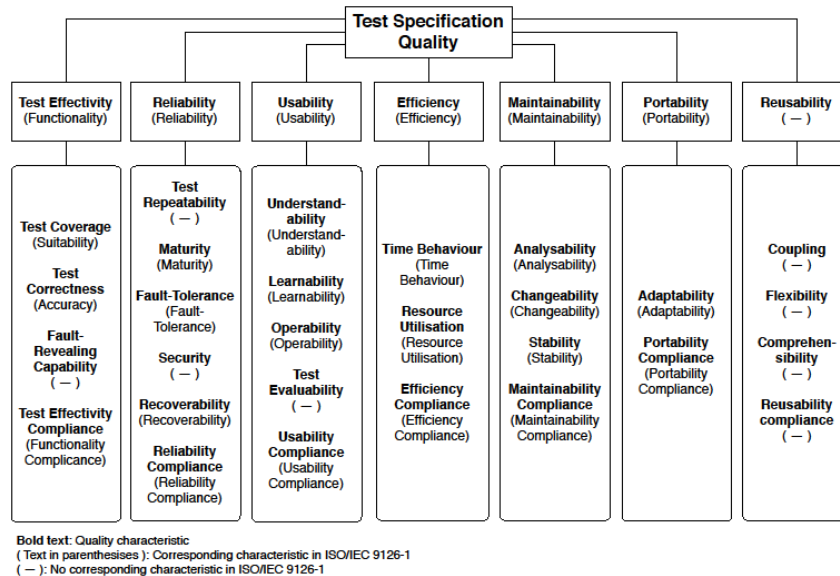 Test Specification
Quality
Test Effectivity
(Functionality)
Reliability
(Reliability)
Usability
(Usability)
Efficiency
(Efficiency)
Maintainability
(Maintainability)
Portability
(Portability)
Reusability
( — )
Test Coverage
(Suitability)
Test
Correctness
(Accuracy)
Fault-
Revealing
Capability
( — )
Test Effectivity
Compliance
(Functionality
Complicance)
Test
Repeatability
( — )
Maturity
(Maturity)
Fault-Tolerance
(Fault-
Tolerance)
Security
( — )
Recoverability
(Recoverability)
Reliability
Compliance
(Reliability
Compliance)
Understand-
ability
(Understand-
ability)
Learnability
(Learnability)
Operability
(Operability)
Test
Evaluability
( — )
Usability
Compliance
(Usability
Compliance)
Time Behaviour
(Time
Behaviour)
Resource
Utilisation
(Resource
Utilisation)
Efficiency
Compliance
(Efficiency
Compliance)
Analysability
(Analysability)
Changeability
(Changeability)
Stability
(Stability)
Maintainability
Compliance
(Maintainability
Compliance)
Adaptability
(Adaptability)
Portability
Compliance
(Portability
Compliance)
Coupling
( — )
Flexibility
( — )
Comprehen-
sibility
( — )
Reusability
compliance
( — )
Bold text: Quality characteristic
( Text in parenthesises ): Corresponding characteristic in ISO/IEC 9126-1
( — ): No corresponding characteristic in ISO/IEC 9126-1